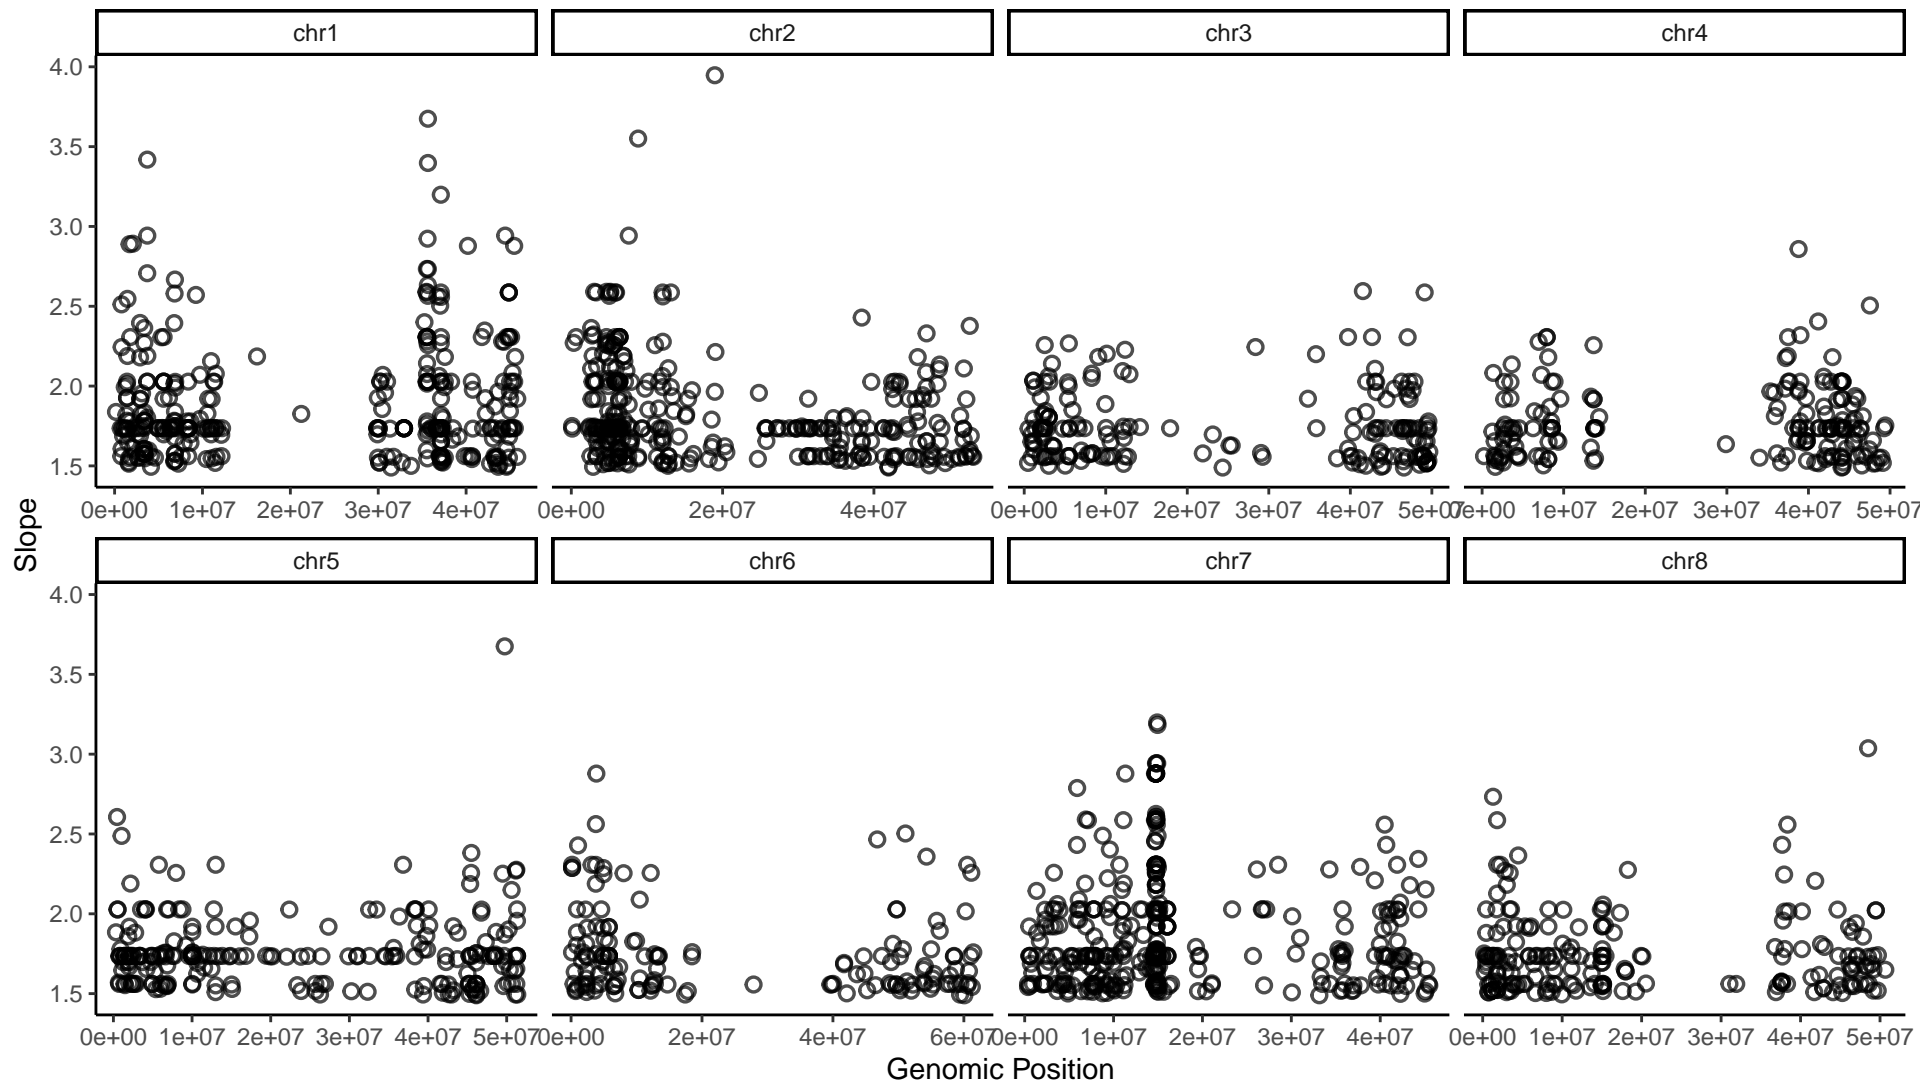 chr1 chr2 chr3 chr4
4.0
3.5
3.0
2.5
2.0
1.5
0e+00 1e+07 2e+07 3e+07 4e+07 0e+00 2e+07 4e+07 0e+00 1e+07 2e+07 3e+07 4e+07 5e+07 0e+00 1e+07 2e+07 3e+07 4e+07 5e+07
Slope
chr5 chr6 chr7 chr8
4.0
3.5
3.0
2.5
2.0
1.5
0e+00 1e+07 2e+07 3e+07 4e+07 5e+07 0e+00 2e+07 4e+07 6e+07 0e+00 1e+07 2e+07 3e+07 4e+07 0e+00 1e+07 2e+07 3e+07 4e+07 5e+07
Genomic Position